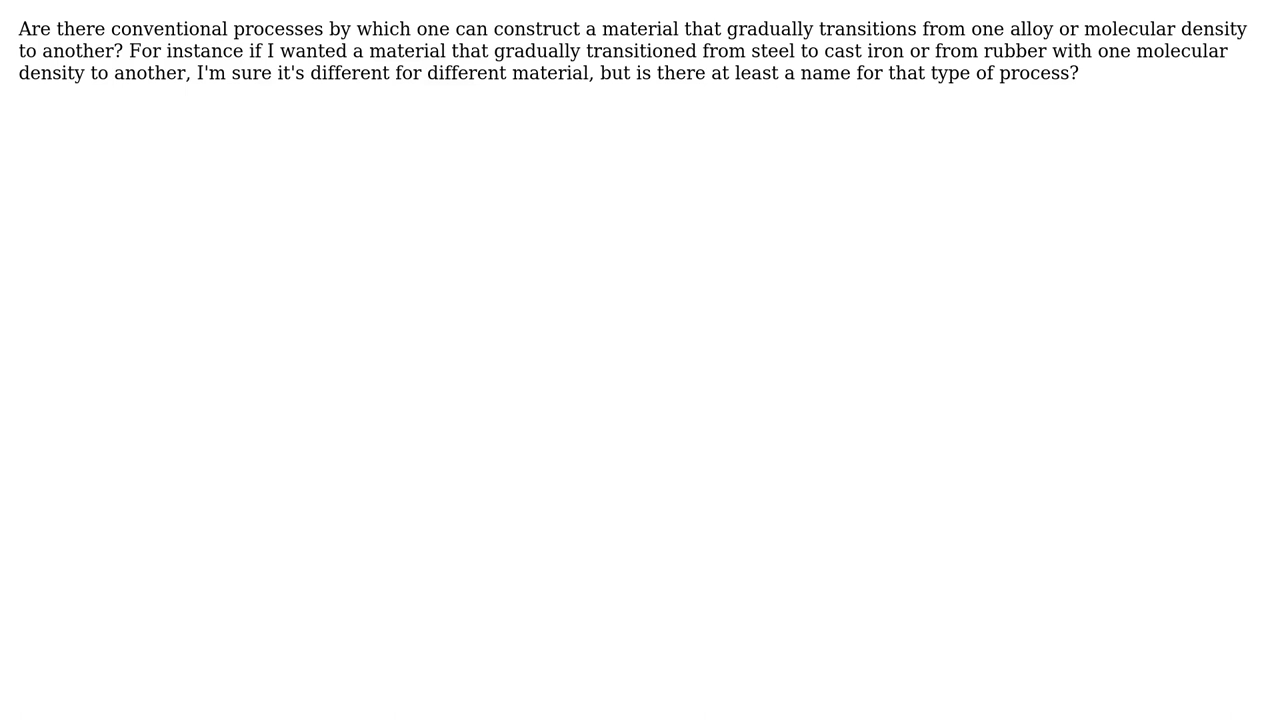 Are there conventional processes by which one can construct a material that gradually transitions from one alloy or molecular density
to another? For instance if I wanted a material that gradually transitioned from steel to cast iron or from rubber with one molecular
density to another, I'm sure it's different for different material, but is there at least a name for that type of process?